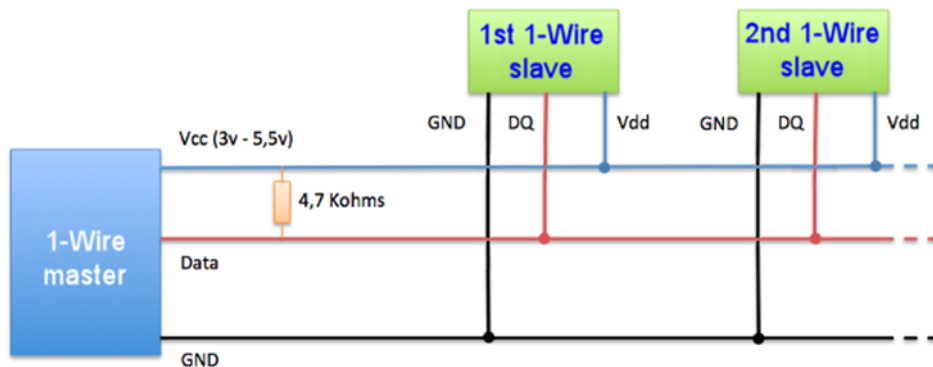 1st 1-Wire
slave
2nd 1-Wire
slave
GND
DQ
Vdd
GND
DQ
Vdd
Vcc (3v - 5,5v)
4,7 Kohms
1-Wire
master
Data
GND